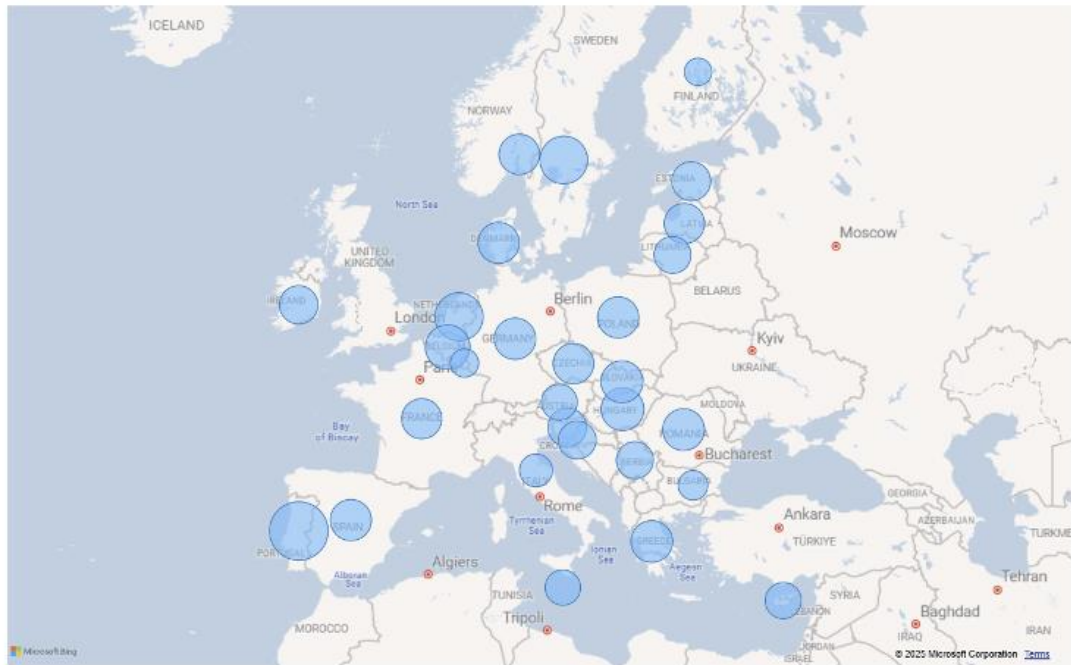 ICELAND
SWEDEN
FINLAND
NORWAY
ESTONIA
North Sea
LATVIA
Moscow
DENMARK
LITHUANIA
UNITED
KINGDOM
BELARUS
IRELAND
NETHERLANDS
Berlin
London
POLAND
GERMANY
Kyiv
BELGIUM
UKRAINE
CZECHIA
SLOVAKIA
AUSTRIA
HUNGARY
MOLDOVA
FRANCE
Bay
of Biscay
ROMANIA
Bucharest
SERBIA
ITALY
BULGARIA
Rome
GEORGIA
Tyrrhenian
Sea
Ankara
AZERBAIJAN
SPAIN
TÜRKIYE
TURKME
PORTUGAL
Ionian
Sea
GREECE
Aegean
Sea
Alboran
Sea
Algiers
TUNISIA
SYRIA
Tehran
LEBANON
Tripoli
Baghdad
MOROCCO
IRAQ
IRAN
JORDAN
ISRAEL
Microsoft Bing
© 2025 Microsoft Corporation Terms